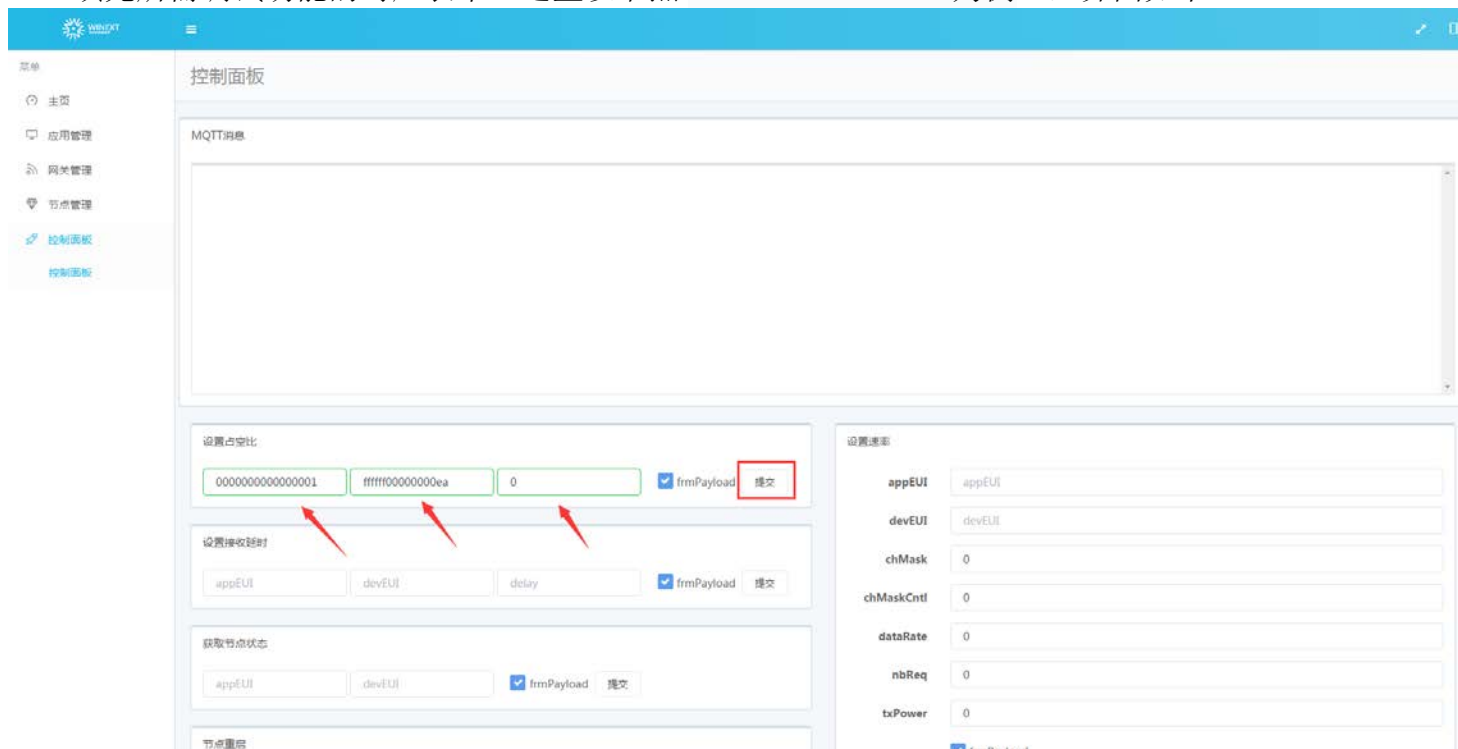 WINEXT
菜单
主页
应用管理
网关管理
节点管理
控制面板
控制面板
控制面板
MQTT消息
设置占空比
0000000000000001 ffffff00000000ea 0 frmPayload 提交
设置接收延时
appEUI devEUI delay frmPayload 提交
获取节点状态
appEUI devEUI frmPayload 提交
节点重启
设置速率
appEUI appEUI
devEUI devEUI
chMask 0
chMaskCntl 0
dataRate 0
nbReq 0
txPower 0